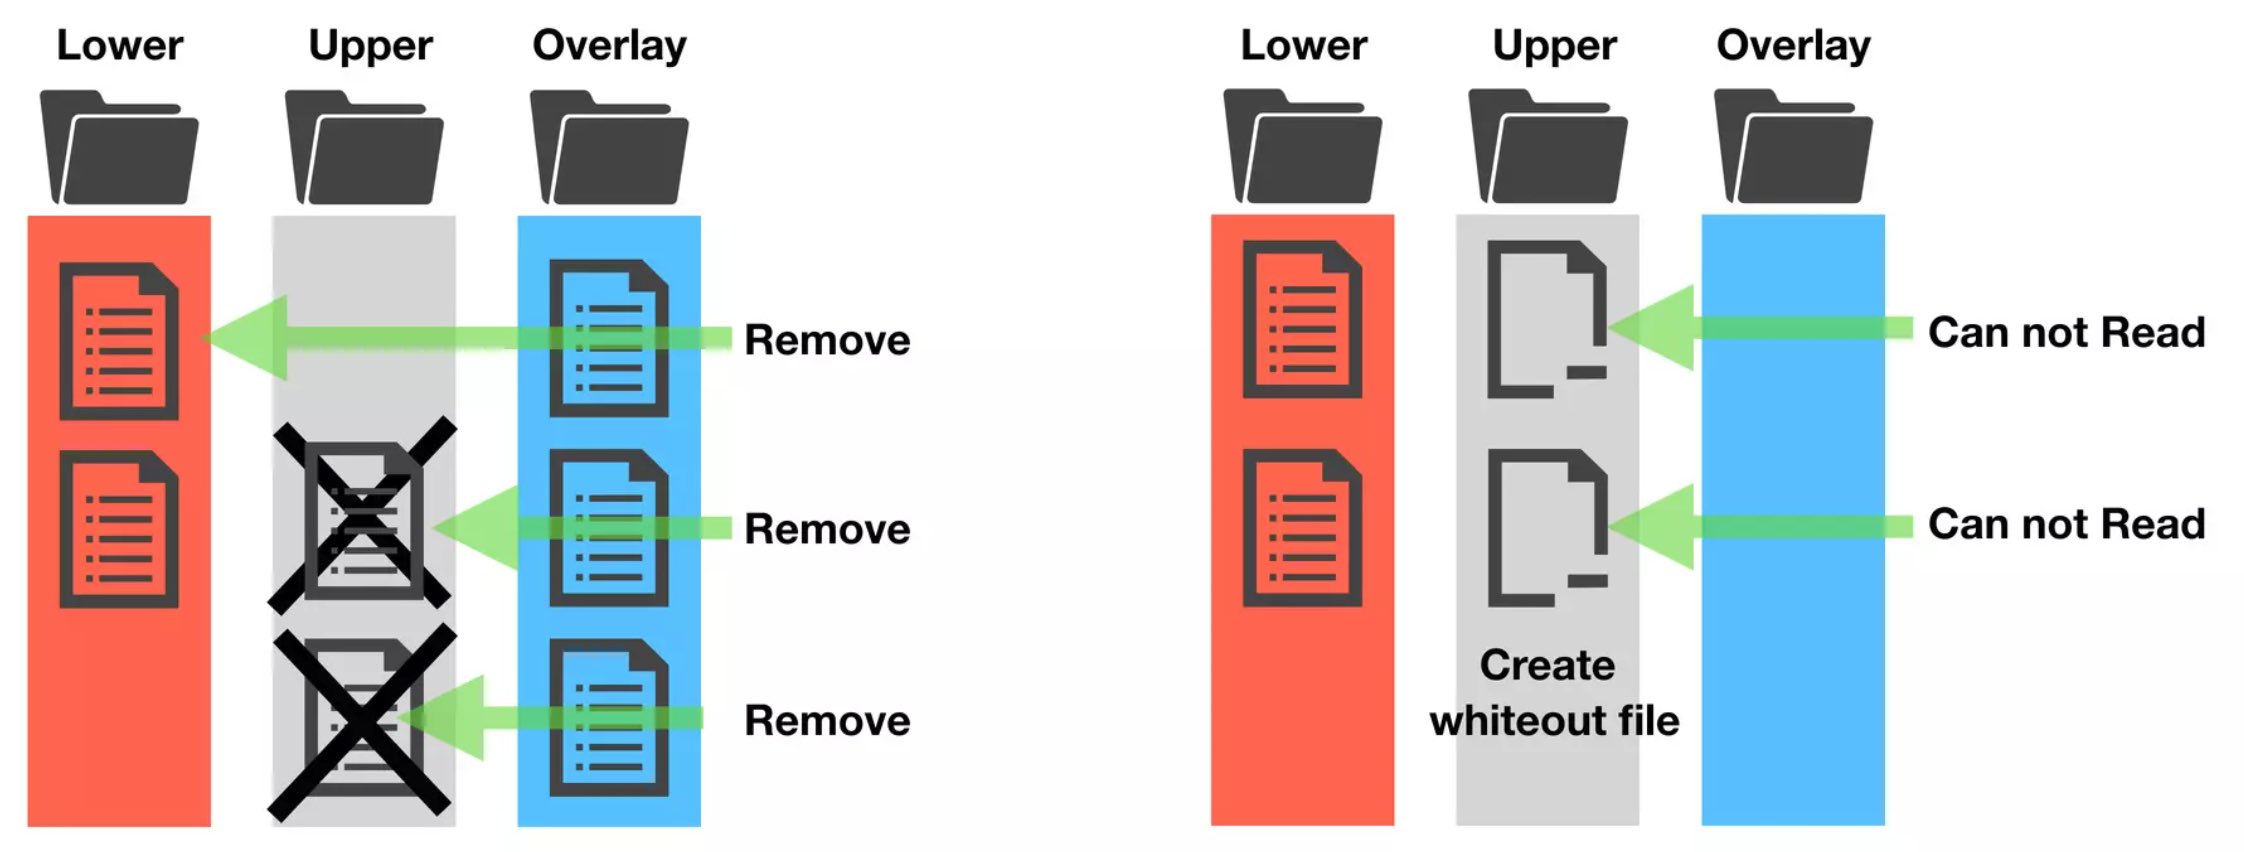 Lower
Upper
Overlay
Remove
Remove
Remove
Lower
Upper
Overlay
Can not Read
Can not Read
Create
whiteout file